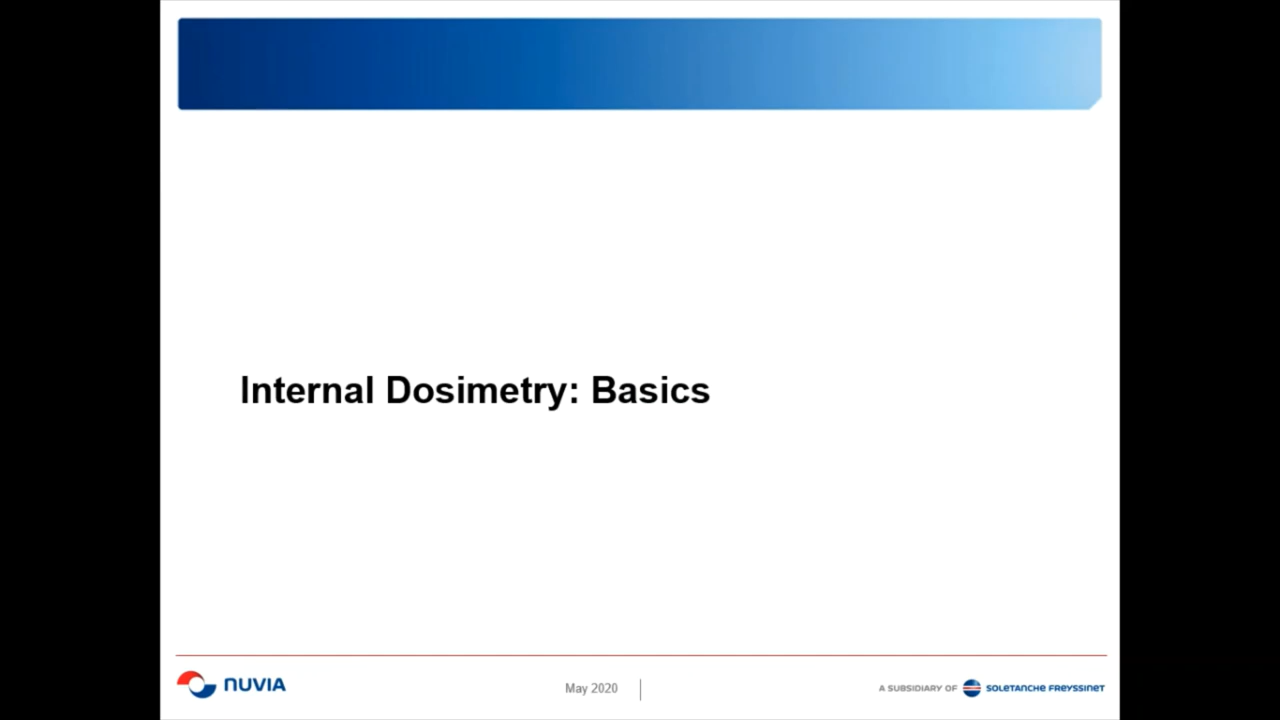 Internal Dosimetry: Basics
NUVIA
May 2020
A SUBSIDIARY OF SOLETANCHE FREYSSINET